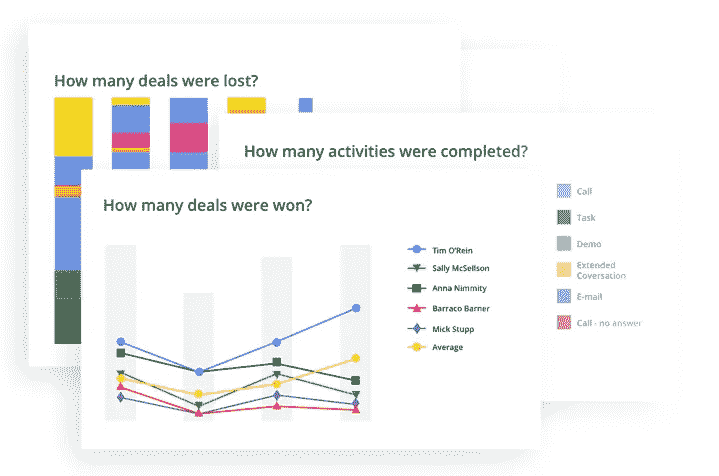 How many deals were lost?
How many activities were completed?
How many deals were won?
Call
Task
Demo
Extended
Coversation
E-mail
Call - no answer
Tim O'Rein
Sally McSellson
Anna Nimmity
Barraco Barner
Mick Stupp
Average